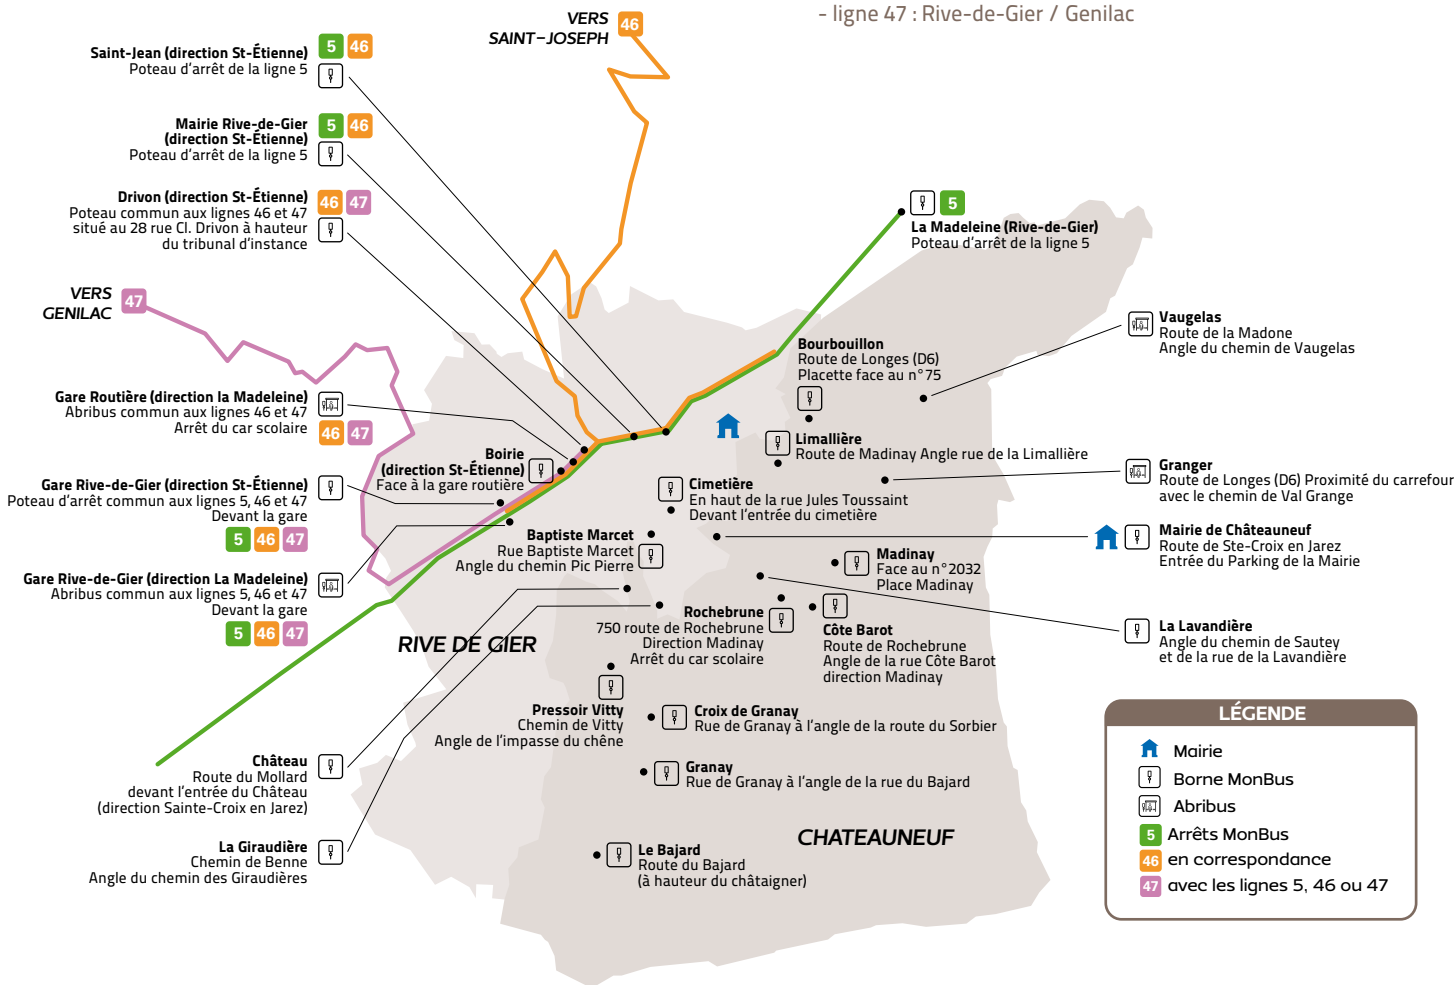 - ligne 47 : Rive-de-Gier / Genilac
VERS
SAINT-JOSEPH
46
Saint-Jean (direction St-Étienne)
Poteau d'arrêt de la ligne 5
5 46
Mairie Rive-de-Gier
(direction St-Étienne)
Poteau d'arrêt de la ligne 5
5 46
Drivon (direction St-Étienne)
Poteau commun aux lignes 46 et 47
situé au 28 rue Cl. Drivon à hauteur
du tribunal d'instance
46 47
VERS
GENILAC
47
Gare Routière (direction la Madeleine)
Abribus commun aux lignes 46 et 47
Arrêt du car scolaire
46 47
Gare Rive-de-Gier (direction St-Étienne)
Poteau d'arrêt commun aux lignes 5, 46 et 47
Devant la gare
5 46 47
Gare Rive-de-Gier (direction La Madeleine)
Abribus commun aux lignes 5, 46 et 47
Devant la gare
5 46 47
Boirie
(direction St-Étienne)
Face à la gare routière
5
La Madeleine (Rive-de-Gier)
Poteau d'arrêt de la ligne 5
Vaugelas
Route de la Madone
Angle du chemin de Vaugelas
Bourbouillon
Route de Longes (D6)
Placette face au n°75
Limallière
Route de Madinay Angle rue de la Limallière
Granger
Route de Longes (D6) Proximité du carrefour
avec le chemin de Val Grange
Cimetière
En haut de la rue Jules Toussaint
Devant l'entrée du cimetière
Mairie de Châteauneuf
Route de Ste-Croix en Jarez
Entrée du Parking de la Mairie
Baptiste Marcet
Rue Baptiste Marcet
Angle du chemin Pic Pierre
Madinay
Face au n°2032
Place Madinay
Rochebrune
750 route de Rochebrune
Direction Madinay
Arrêt du car scolaire
Côte Barot
Route de Rochebrune
Angle de la rue Côte Barot
direction Madinay
La Lavandière
Angle du chemin de Sautey
et de la rue de la Lavandière
RIVE DE GIER
Pressoir Vitty
Chemin de Vitty
Angle de l'impasse du chêne
Croix de Granay
Rue de Granay à l'angle de la route du Sorbier
Granay
Rue de Granay à l'angle de la rue du Bajard
Château
Route du Mollard
devant l'entrée du Château
(direction Sainte-Croix en Jarez)
La Giraudière
Chemin de Benne
Angle du chemin des Giraudières
Le Bajard
Route du Bajard
(à hauteur du châtaigner)
CHATEAUNEUF
LÉGENDE
Mairie
Borne MonBus
Abribus
5 Arrêts MonBus
46 en correspondance
47 avec les lignes 5, 46 ou 47